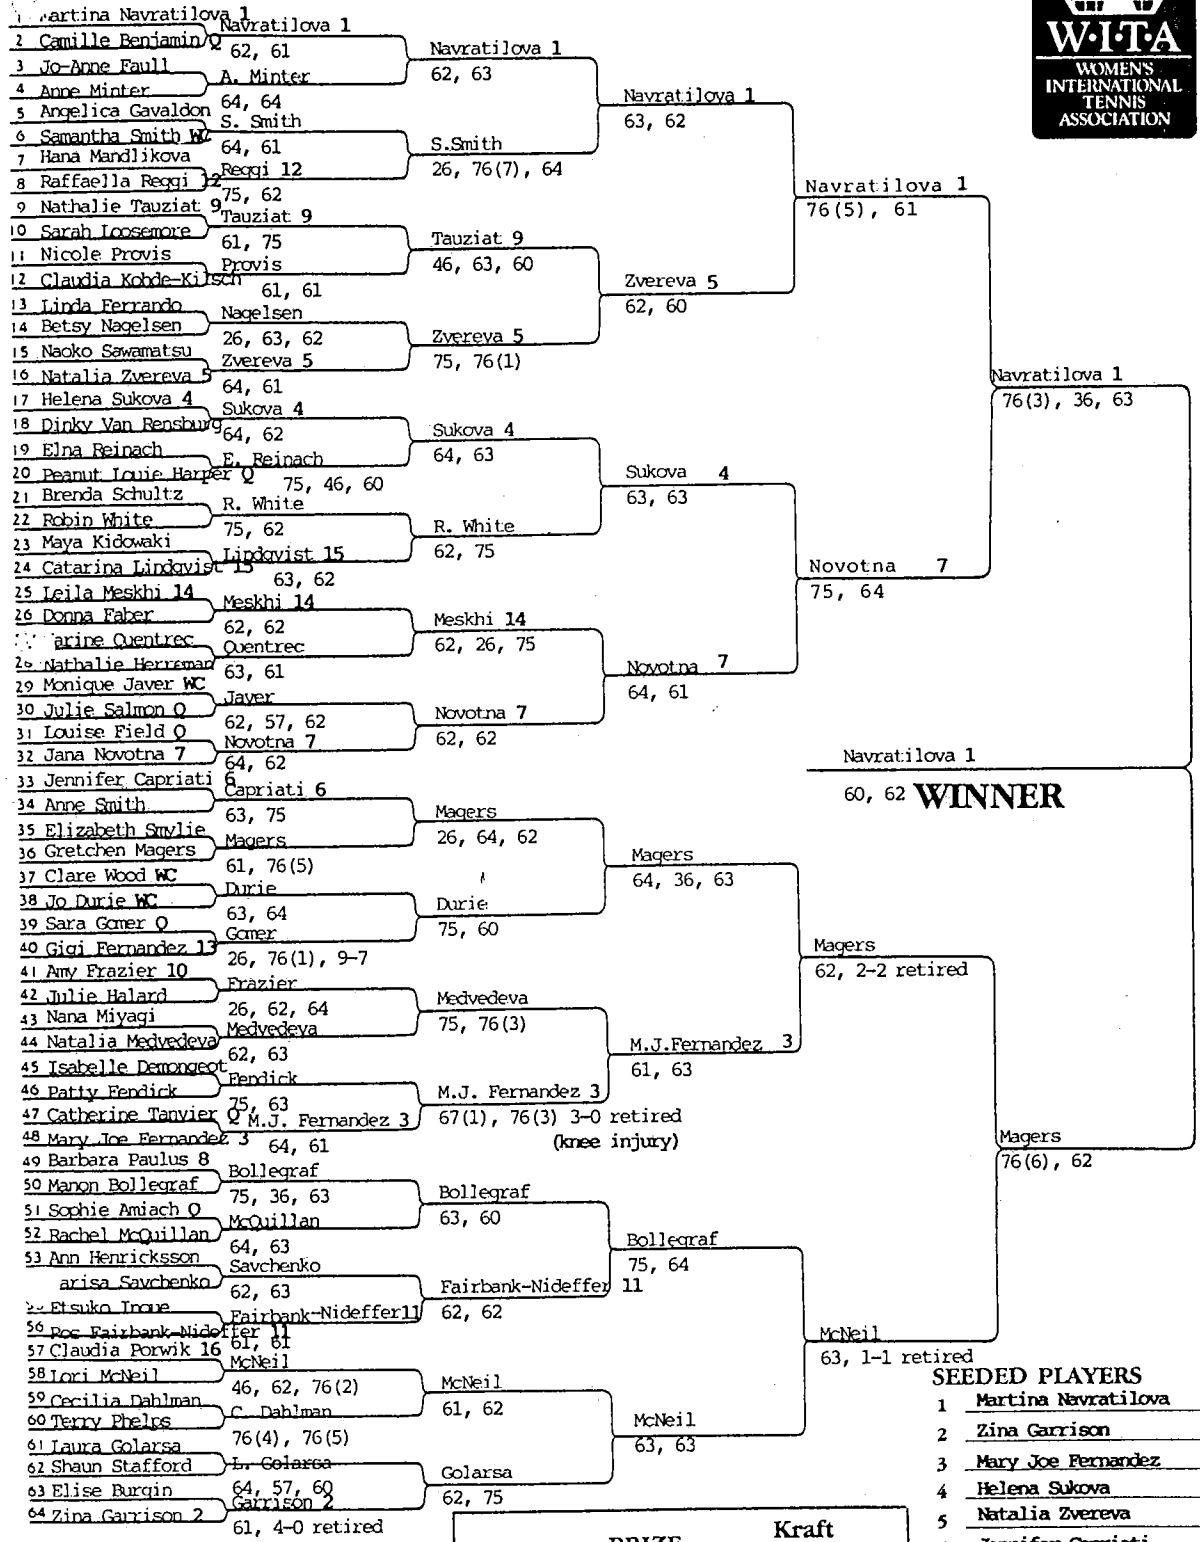 artina Navratilova 1
2 Camille Benjamin Q
3 Jo-Anne Faull
4 Anne Minter
5 Angelica Gavaldon
6 Samantha Smith WC
7 Hana Mandlikova
8 Raffaella Reggi 12
9 Nathalie Tauziat 9
10 Sarah Loosemore
11 Nicole Provis
12 Claudia Kohde-Kilsch
13 Linda Ferrando
14 Betsy Nagelsen
15 Naoko Sawamatsu
16 Natalia Zvereva 5
17 Helena Sukova 4
18 Dinky Van Rensburg
19 Elna Reinach
20 Peanut Louie Harper Q
21 Brenda Schultz
22 Robin White
23 Maya Kidowaki
24 Catarina Lindqvist 15
25 Leila Meskhi 14
26 Donna Faber
arine Quentrec
Nathalie Herreman
29 Monique Javer WC
30 Julie Salmon Q
31 Louise Field Q
32 Jana Novotna 7
33 Jennifer Capriati 6
34 Anne Smith
35 Elizabeth Smylie
36 Gretchen Magers
37 Clare Wood WC
38 Jo Durie WC
39 Sara Gomer Q
40 Gigi Fernandez 13
41 Amy Frazier 10
42 Julie Halard
43 Nana Miyagi
44 Natalia Medvedeva
45 Isabelle Demongeot
46 Patty Fendick
47 Catherine Tanvier Q
48 Mary Joe Fernandez 3
49 Barbara Paulus 8
50 Manon Bollegraf
51 Sophie Amiach Q
52 Rachel McQuillan
53 Ann Henricksson
arisa Savchenko
Etsuko Inoue
56 Ros Fairbank-Nideffer 11
57 Claudia Porwik 16
58 Lori McNeil
59 Cecilia Dahlman
60 Terry Phelps
61 Laura Golarsa
62 Shaun Stafford
63 Elise Burgin
64 Zina Garrison 2
Navratilova 1
62, 61
A. Minter
64, 64
S. Smith
64, 61
Reggi 12
75, 62
Tauziat 9
61, 75
Provis
61, 61
Nagelsen
26, 63, 62
Zvereva 5
64, 61
Sukova 4
64, 62
E. Reinach
75, 46, 60
R. White
75, 62
Lindqvist 15
63, 62
Meskhi 14
62, 62
Quentrec
63, 61
Javer
62, 57, 62
Novotna 7
64, 62
Capriati 6
63, 75
Magers
61, 76(5)
Durie
63, 64
Gomer
26, 76(1), 9-7
Frazier
26, 62, 64
Medvedeva
62, 63
Fendick
75, 63
M.J. Fernandez 3
64, 61
Bollegraf
75, 36, 63
McQuillan
64, 63
Savchenko
62, 63
Fairbank-Nideffer11
61, 61
McNeil
46, 62, 76(2)
C. Dahlman
76(4), 76(5)
L. Golarsa
64, 57, 60
Garrison 2
61, 4-0 retired
Navratilova 1
62, 63
S.Smith
26, 76(7), 64
Tauziat 9
46, 63, 60
Zvereva 5
75, 76(1)
Sukova 4
64, 63
R. White
62, 75
Meskhi 14
62, 26, 75
Novotna 7
62, 62
Magers
26, 64, 62
Durie
75, 60
Medvedeva
75, 76(3)
M.J. Fernandez 3
67(1), 76(3) 3-0 retired
(knee injury)
Bollegraf
63, 60
Fairbank-Nideffer 11
62, 62
McNeil
61, 62
Golarsa
62, 75
Navratilova 1
63, 62
Zvereva 5
62, 60
Sukova 4
63, 63
Novotna 7
64, 61
Magers
64, 36, 63
M.J.Fernandez 3
61, 63
Bollegraf
75, 64
McNeil
63, 63
Navratilova 1
76(5), 61
Novotna 7
75, 64
Magers
62, 2-2 retired
McNeil
63, 1-1 retired
Navratilova 1
76(3), 36, 63
Magers
76(6), 62
Navratilova 1
60, 62 WINNER
W·I·T·A
WOMEN'S
INTERNATIONAL
TENNIS
ASSOCIATION
SEEDED PLAYERS
1 Martina Navratilova
2 Zina Garrison
3 Mary Joe Fernandez
4 Helena Sukova
5 Natalia Zvereva
Jennifer Capriati
PRIZE
Kraft